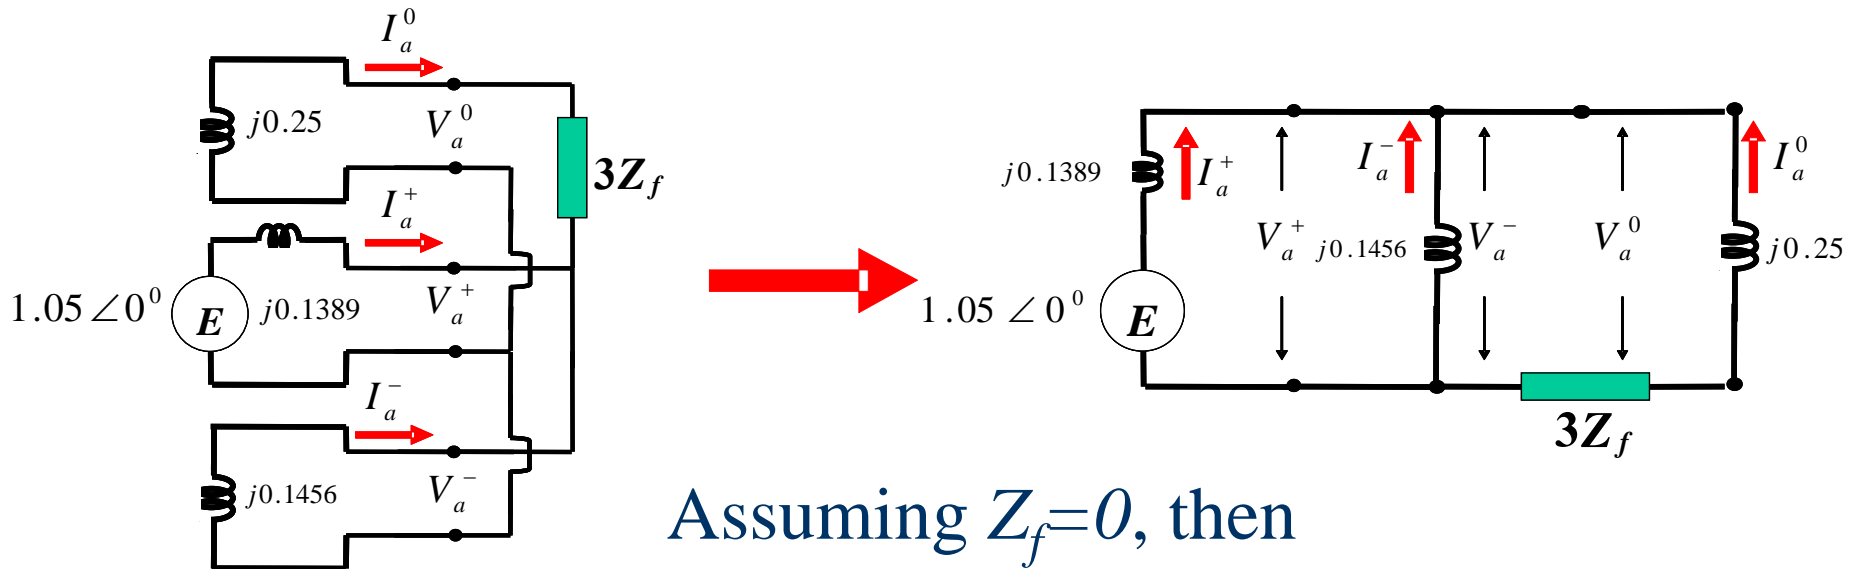 I_a^0
j0.25
V_a^0
3Z_f
I_a^+
1.05∠0^0
E
j0.1389
V_a^+
I_a^-
j0.1456
V_a^-
j0.1389
I_a^+
I_a^-
I_a^0
V_a^+
j0.1456
V_a^-
V_a^0
j0.25
1.05 ∠ 0^0
E
3Z_f
Assuming Z_f=0, then